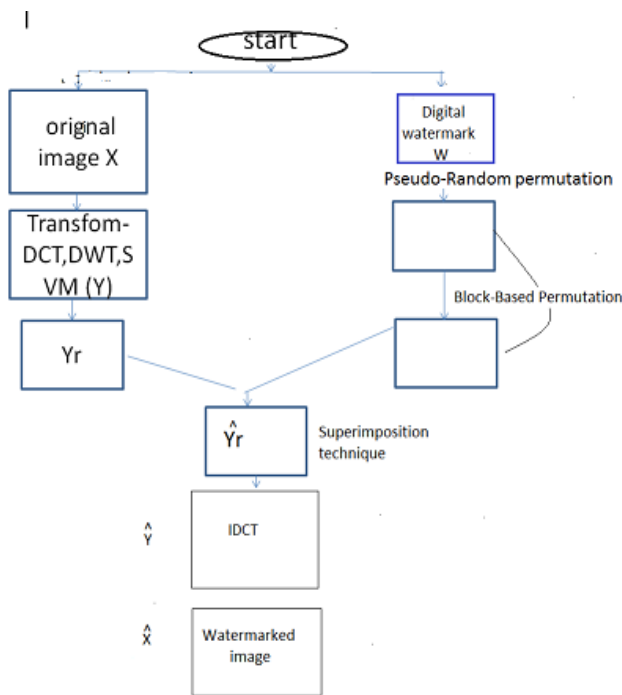 I
start
orignal
image X
Digital
watermark
W
Pseudo-Random permutation
Transfom-
DCT,DWT,S
VM (Y)
Block-Based Permutation
Yr
^
Yr
Superimposition
technique
^
Y
IDCT
^
X
Watermarked
image